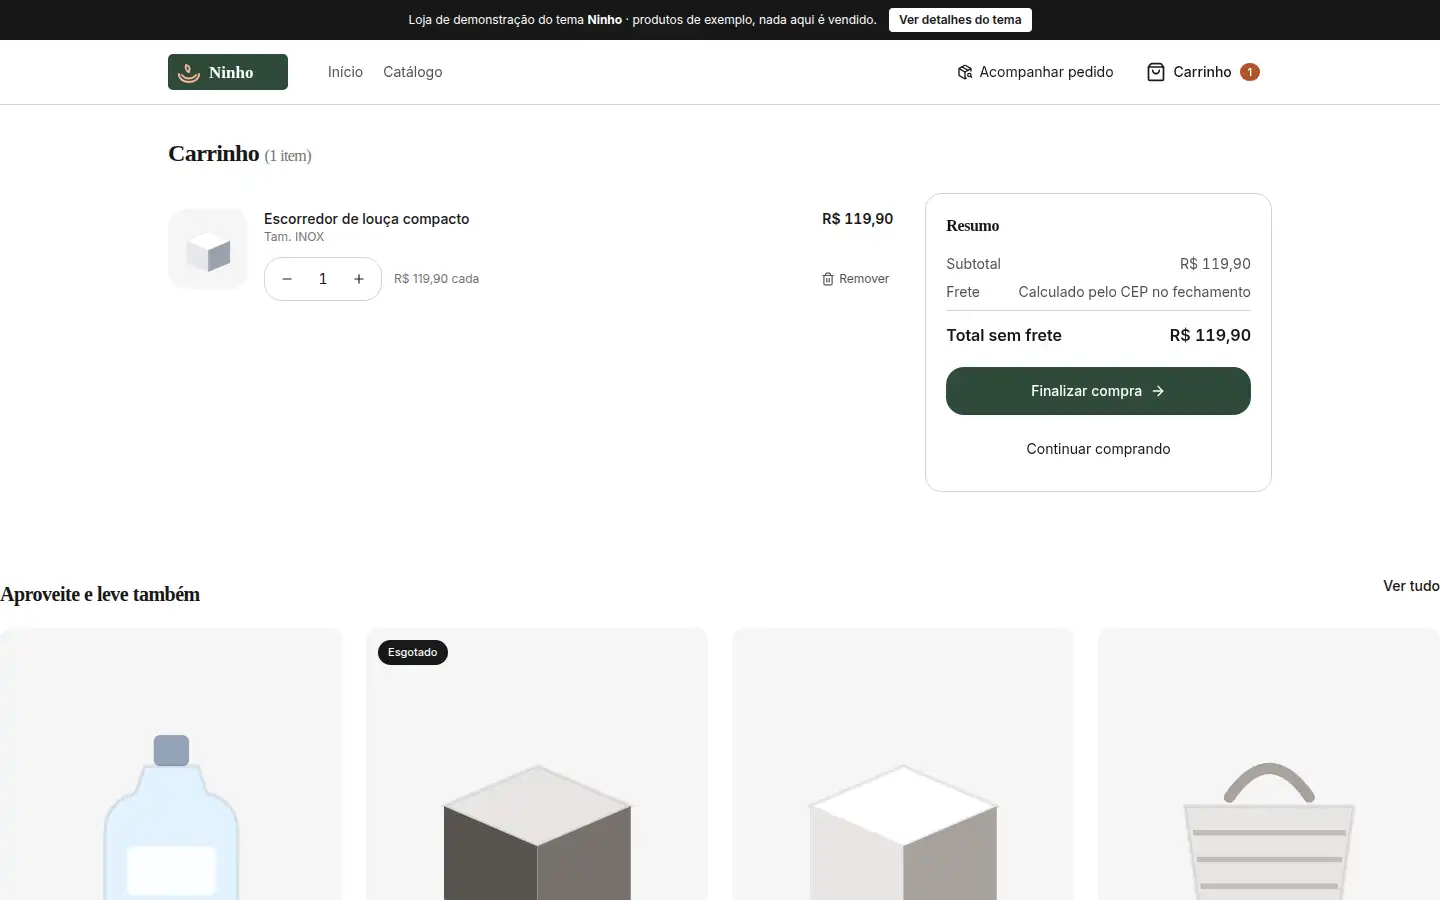 Loja de demonstração do tema Ninho · produtos de exemplo, nada aqui é vendido. Ver detalhes do tema
Ninho Início Catálogo Acompanhar pedido Carrinho 1
Carrinho (1 item)
Escorredor de louça compacto R$ 119,90
Tam. INOX
1 R$ 119,90 cada Remover
Resumo
Subtotal R$ 119,90
Frete Calculado pelo CEP no fechamento
Total sem frete R$ 119,90
Finalizar compra →
Continuar comprando
Aproveite e leve também Ver tudo
Esgotado